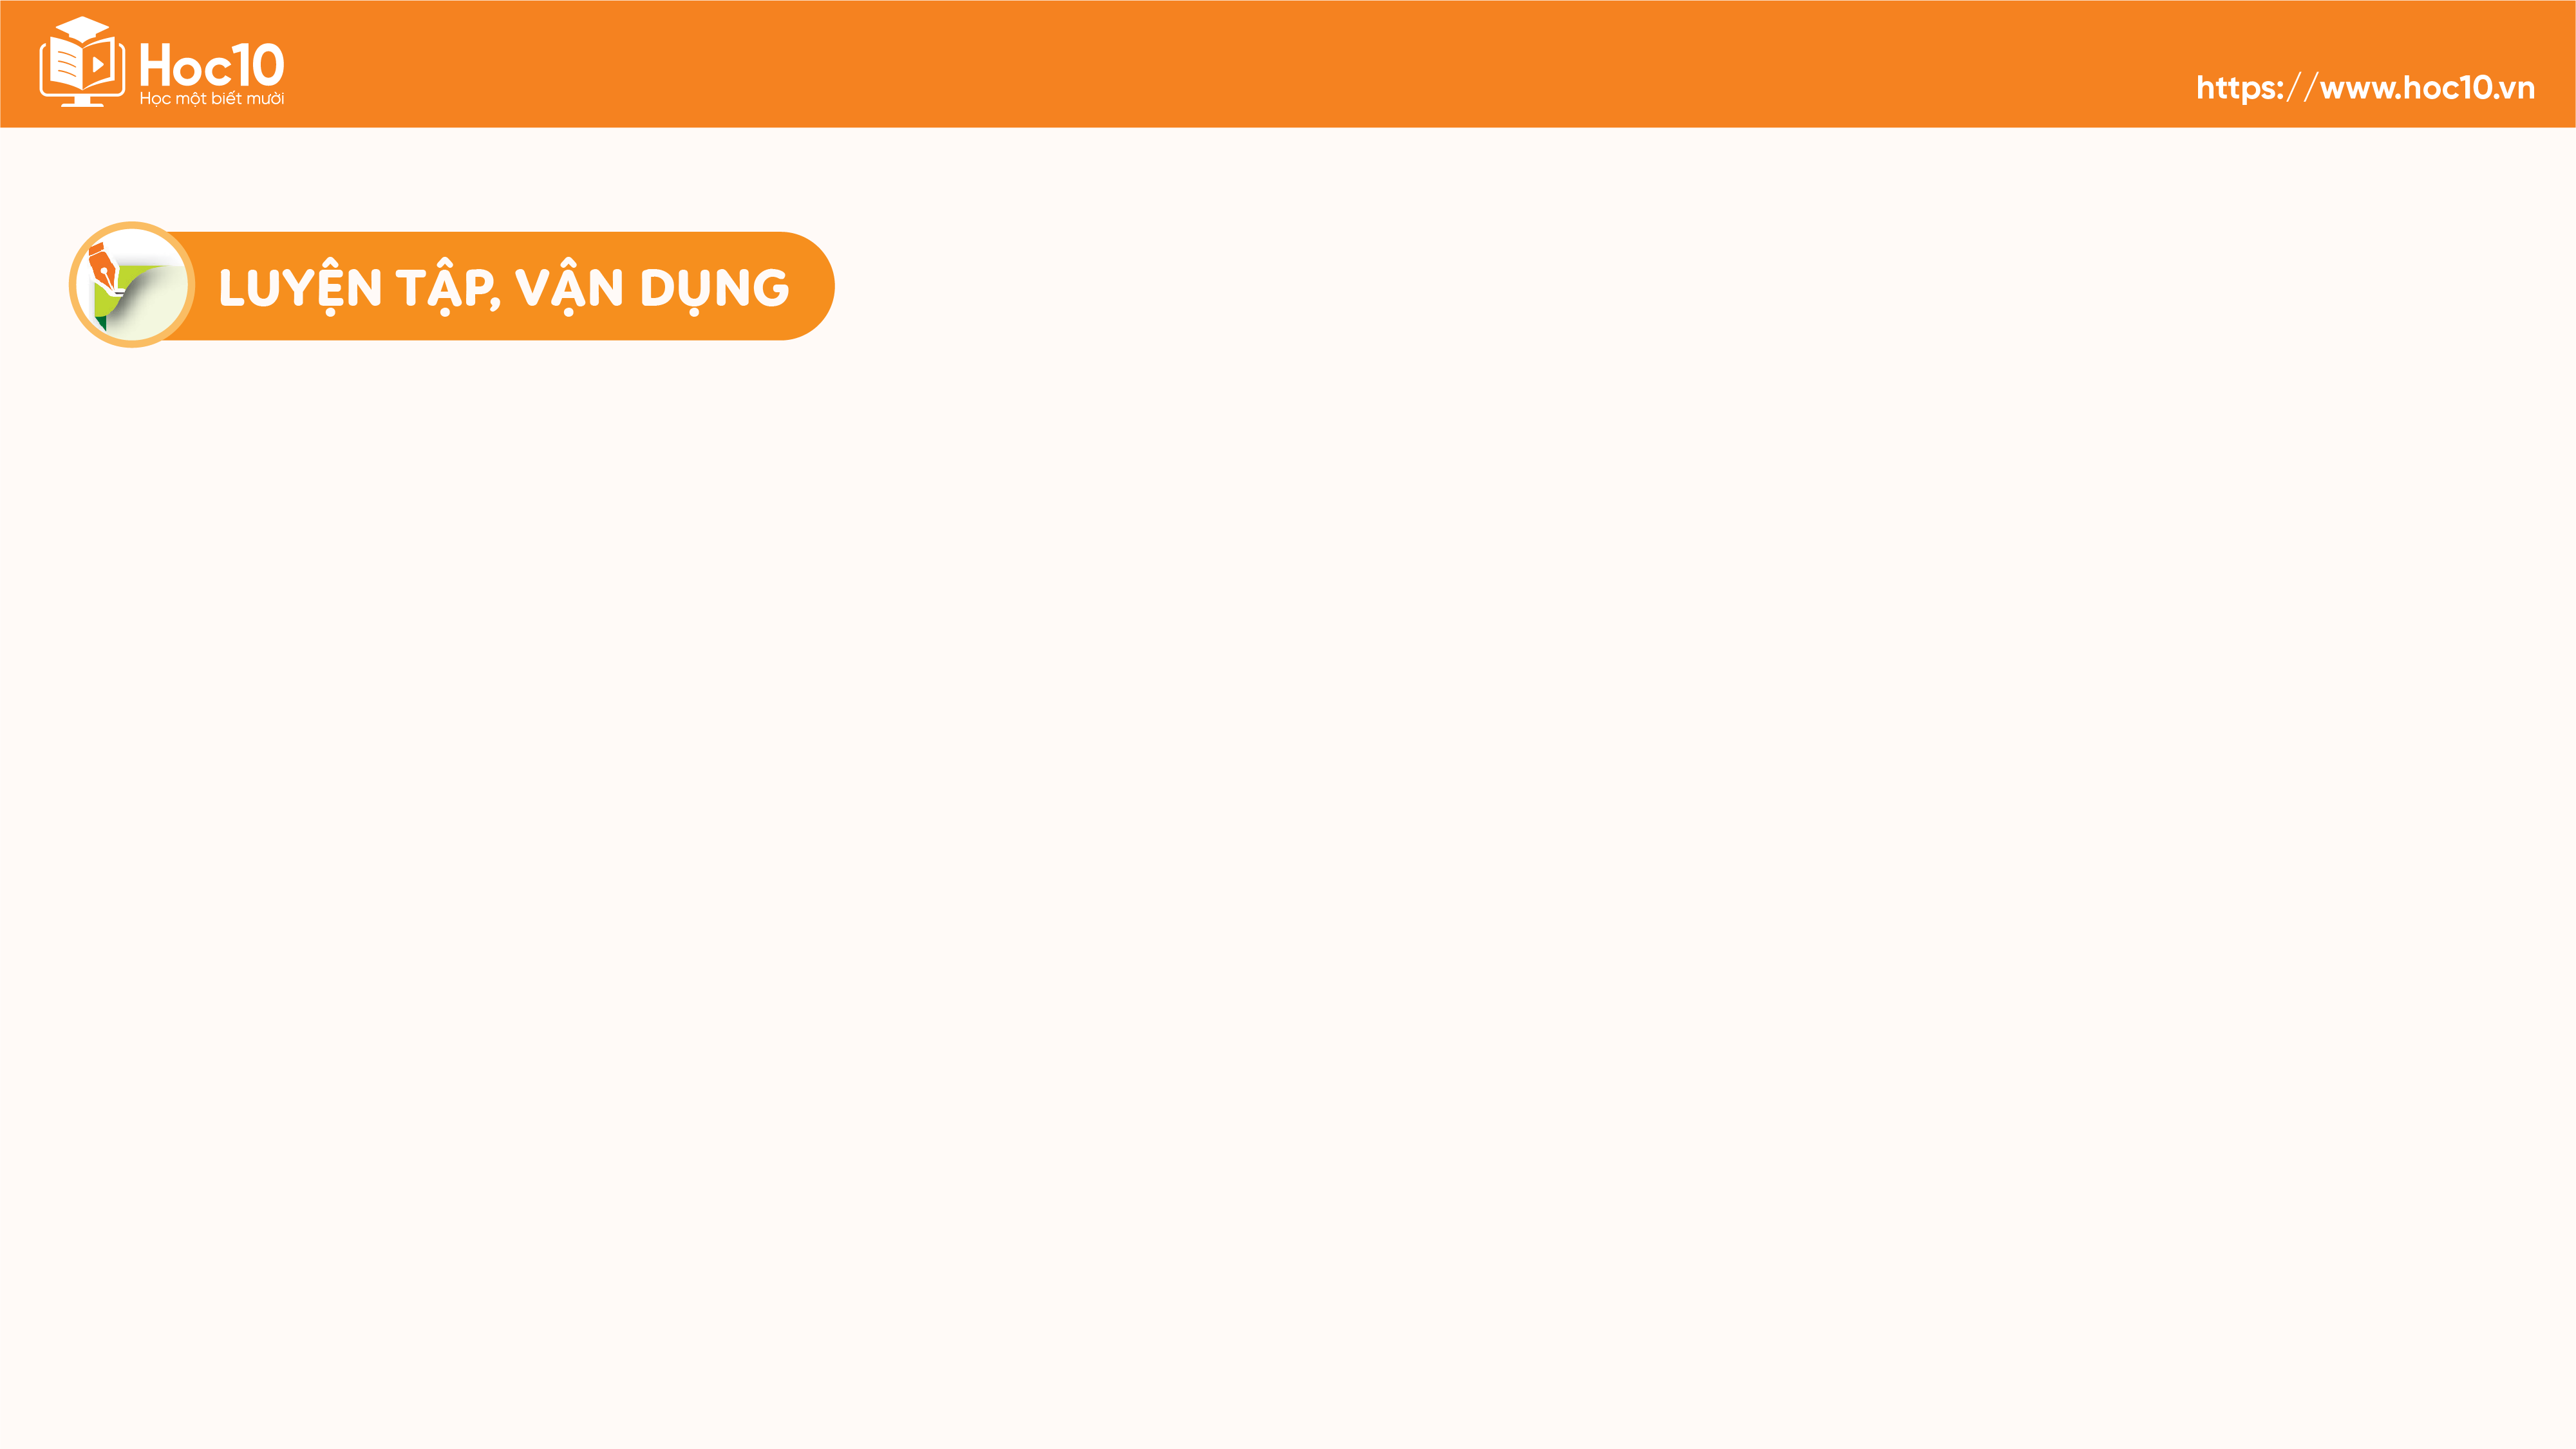 Hoc10
Học một biết mười
https://www.hoc10.vn
LUYỆN TẬP, VẬN DỤNG